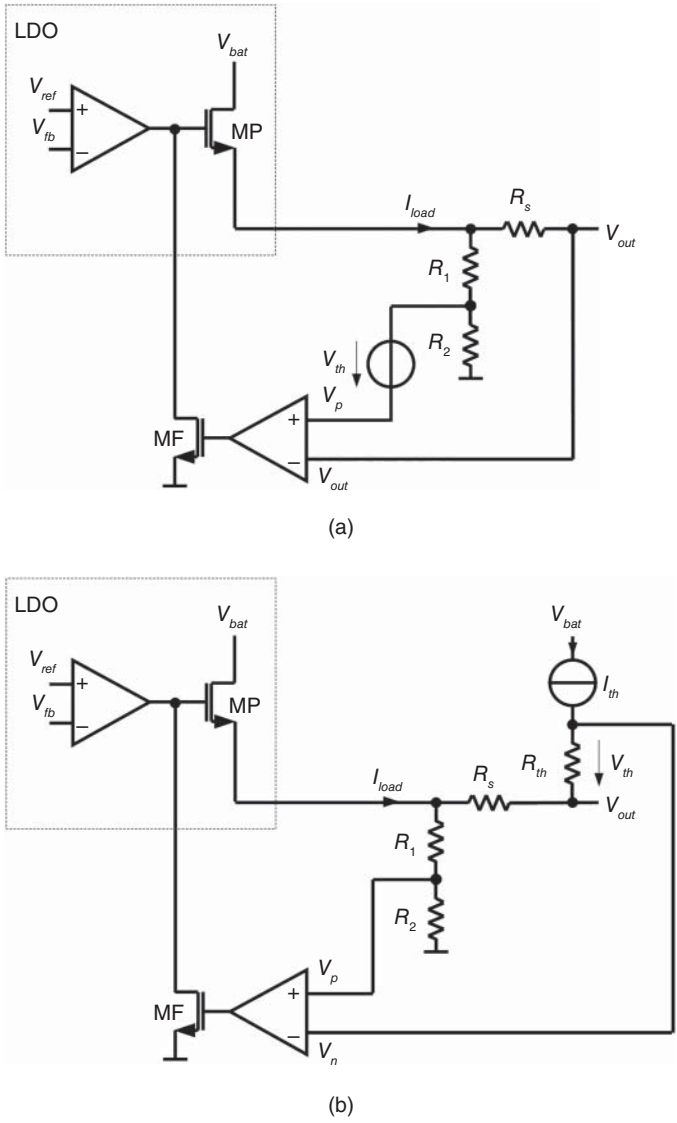 LDO
V_bat
V_ref
+
V_fb
−
MP
I_load
R_s
V_out
R_1
R_2
V_th
V_p
MF
+
−
V_out
(a)
LDO
V_bat
V_bat
V_ref
+
V_fb
−
MP
I_th
R_th
V_th
I_load
R_s
V_out
R_1
R_2
V_p
MF
+
−
V_n
(b)